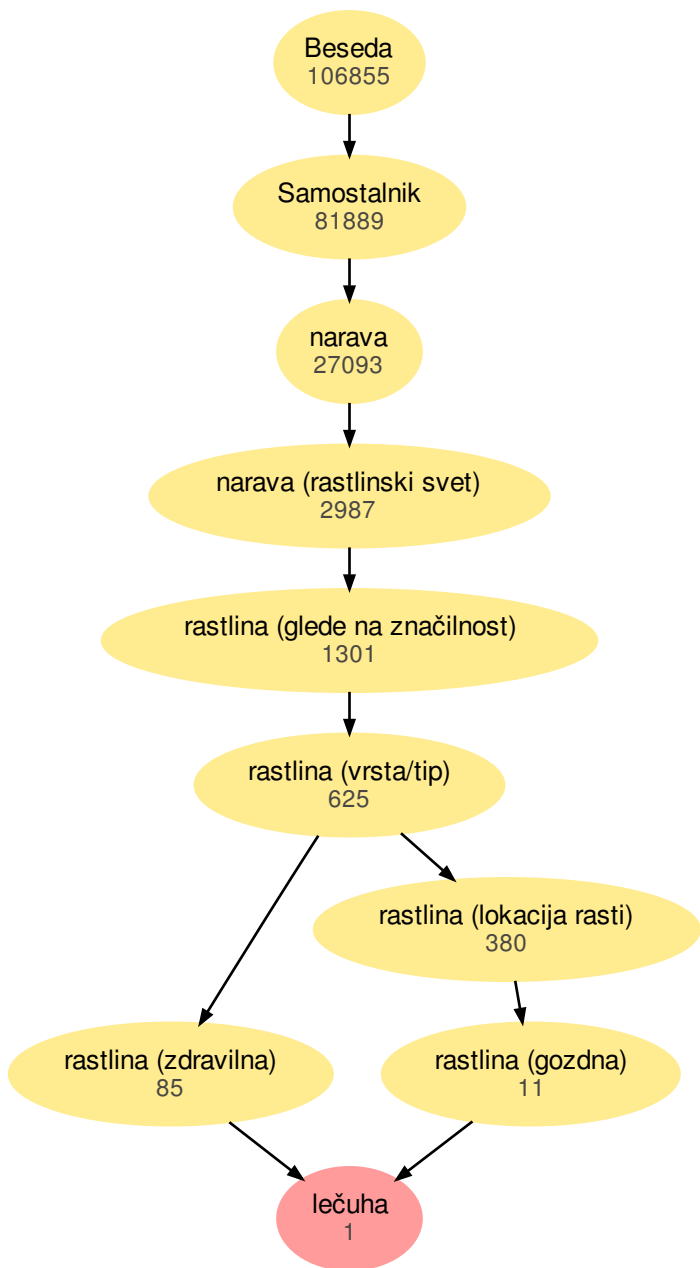 Beseda
106855
Samostalnik
81889
narava
27093
narava (rastlinski svet)
2987
rastlina (glede na značilnost)
1301
rastlina (vrsta/tip)
625
rastlina (lokacija rasti)
380
rastlina (zdravilna)
85
rastlina (gozdna)
11
lečuha
1